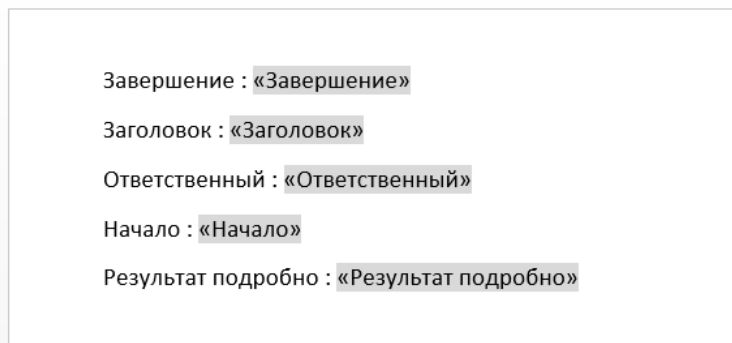 Завершение : «Завершение»
Заголовок : «Заголовок»
Ответственный : «Ответственный»
Начало : «Начало»
Результат подробно : «Результат подробно»